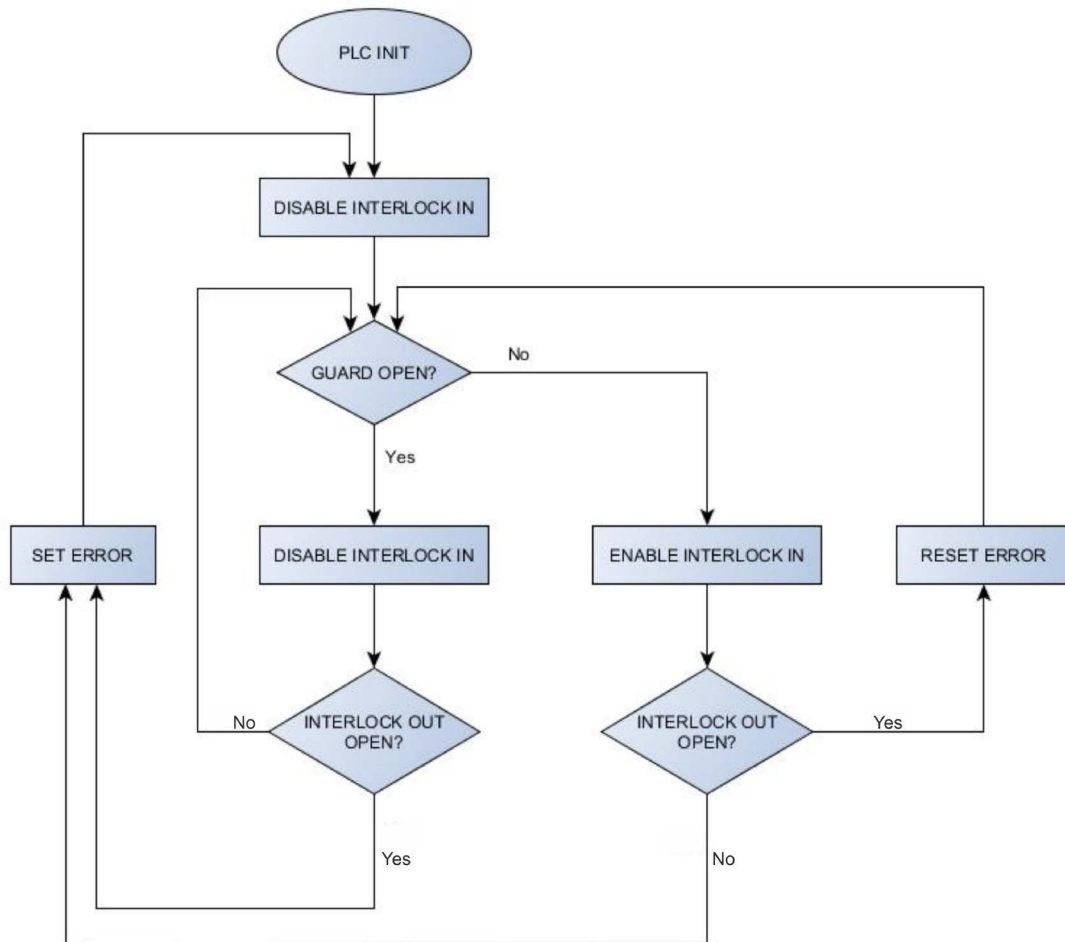 PLC INIT
DISABLE INTERLOCK IN
GUARD OPEN?
No
Yes
SET ERROR
DISABLE INTERLOCK IN
ENABLE INTERLOCK IN
RESET ERROR
No
INTERLOCK OUT
OPEN?
INTERLOCK OUT
OPEN?
Yes
Yes
No